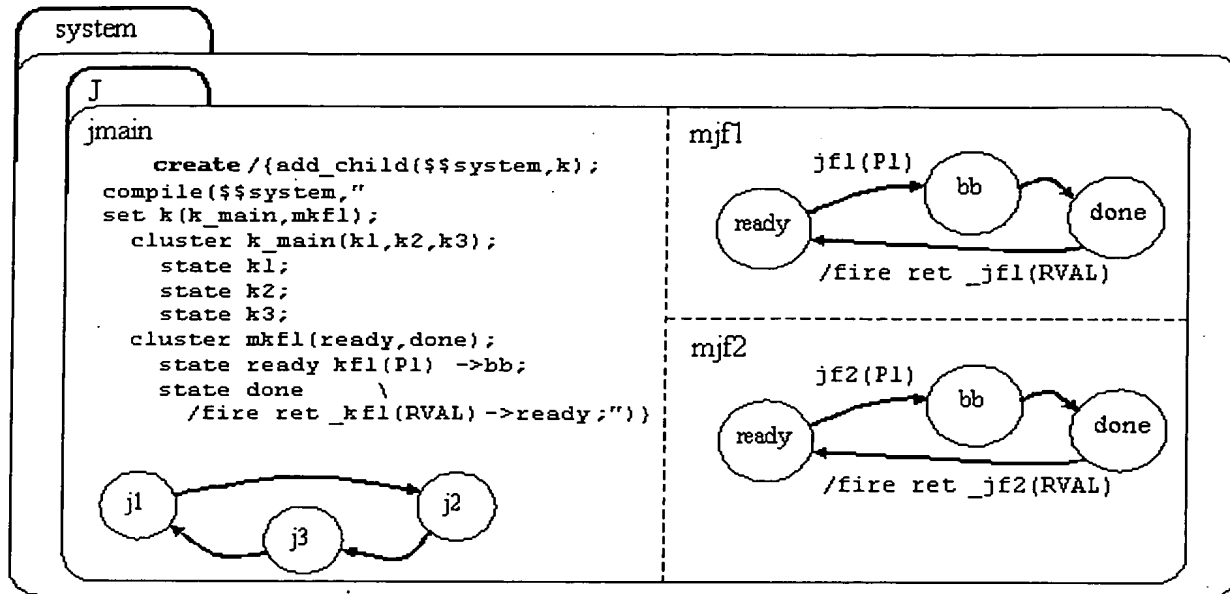 system
J
jmain
create/{add_child($$system,k);
compile($$system,"
set k(k_main,mkf1);
cluster k_main(k1,k2,k3);
state k1;
state k2;
state k3;
cluster mkf1(ready,done);
state ready kf1(P1) ->bb;
state done \
/fire ret _kf1(RVAL)->ready;")}
j1
j2
j3
mjf1
jf1(P1)
bb
ready
done
/fire ret _jf1(RVAL)
mjf2
jf2(P1)
bb
ready
done
/fire ret _jf2(RVAL)